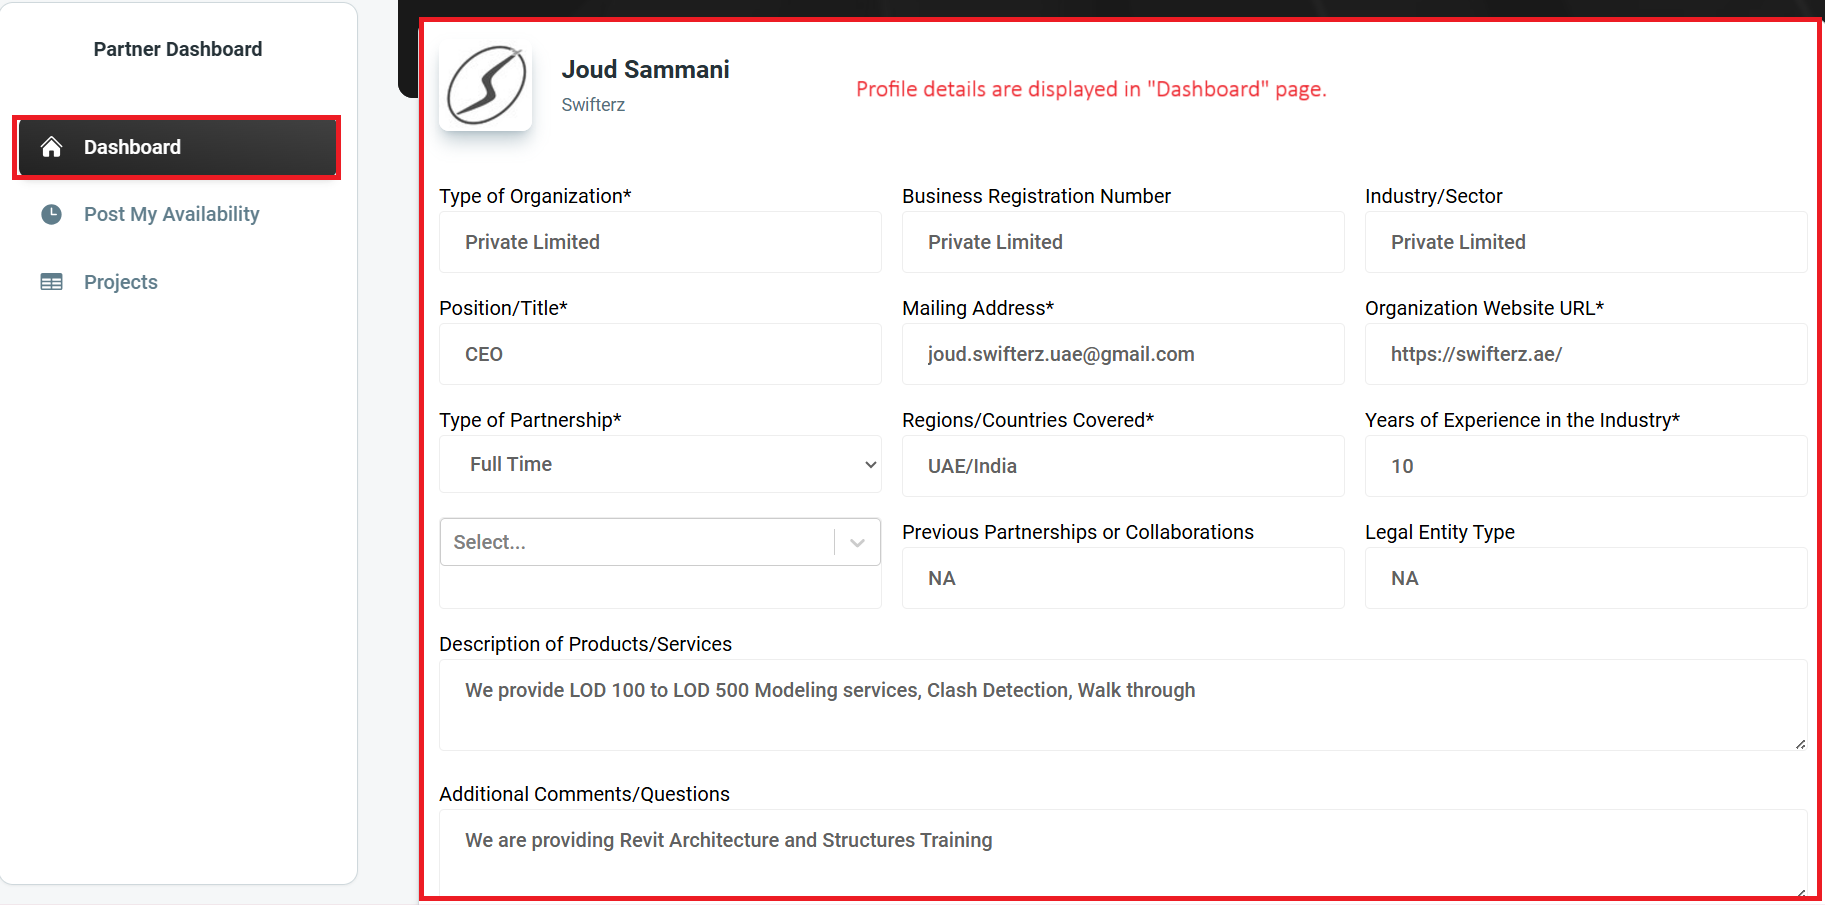 Partner Dashboard
Dashboard
Post My Availability
Projects
Joud Sammani
Swifterz
Profile details are displayed in "Dashboard" page.
Type of Organization*
Business Registration Number
Industry/Sector
Private Limited
Private Limited
Private Limited
Position/Title*
Mailing Address*
Organization Website URL*
CEO
joud.swifterz.uae@gmail.com
https://swifterz.ae/
Type of Partnership*
Regions/Countries Covered*
Years of Experience in the Industry*
Full Time
UAE/India
10
Select...
Previous Partnerships or Collaborations
Legal Entity Type
NA
NA
Description of Products/Services
We provide LOD 100 to LOD 500 Modeling services, Clash Detection, Walk through
Additional Comments/Questions
We are providing Revit Architecture and Structures Training